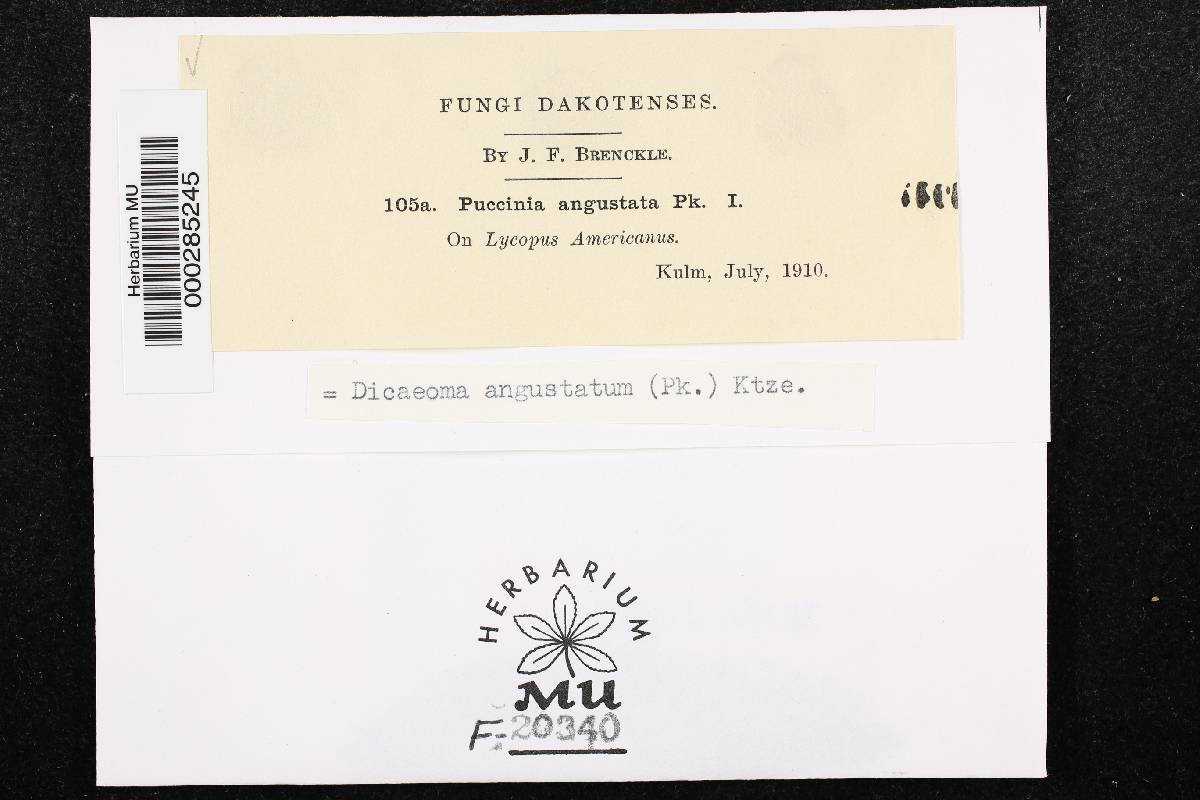 FUNGI DAKOTENSES.
BY J. F. BRENCKLE.
105a. Puccinia angustata Pk. I.
On Lycopus Americanus.
Kulm, July, 1910.
Herbarium MU
000285245
= Dicaeoma angustatum (Pk.) Ktze.
HERBARIUM
MU
F-20340